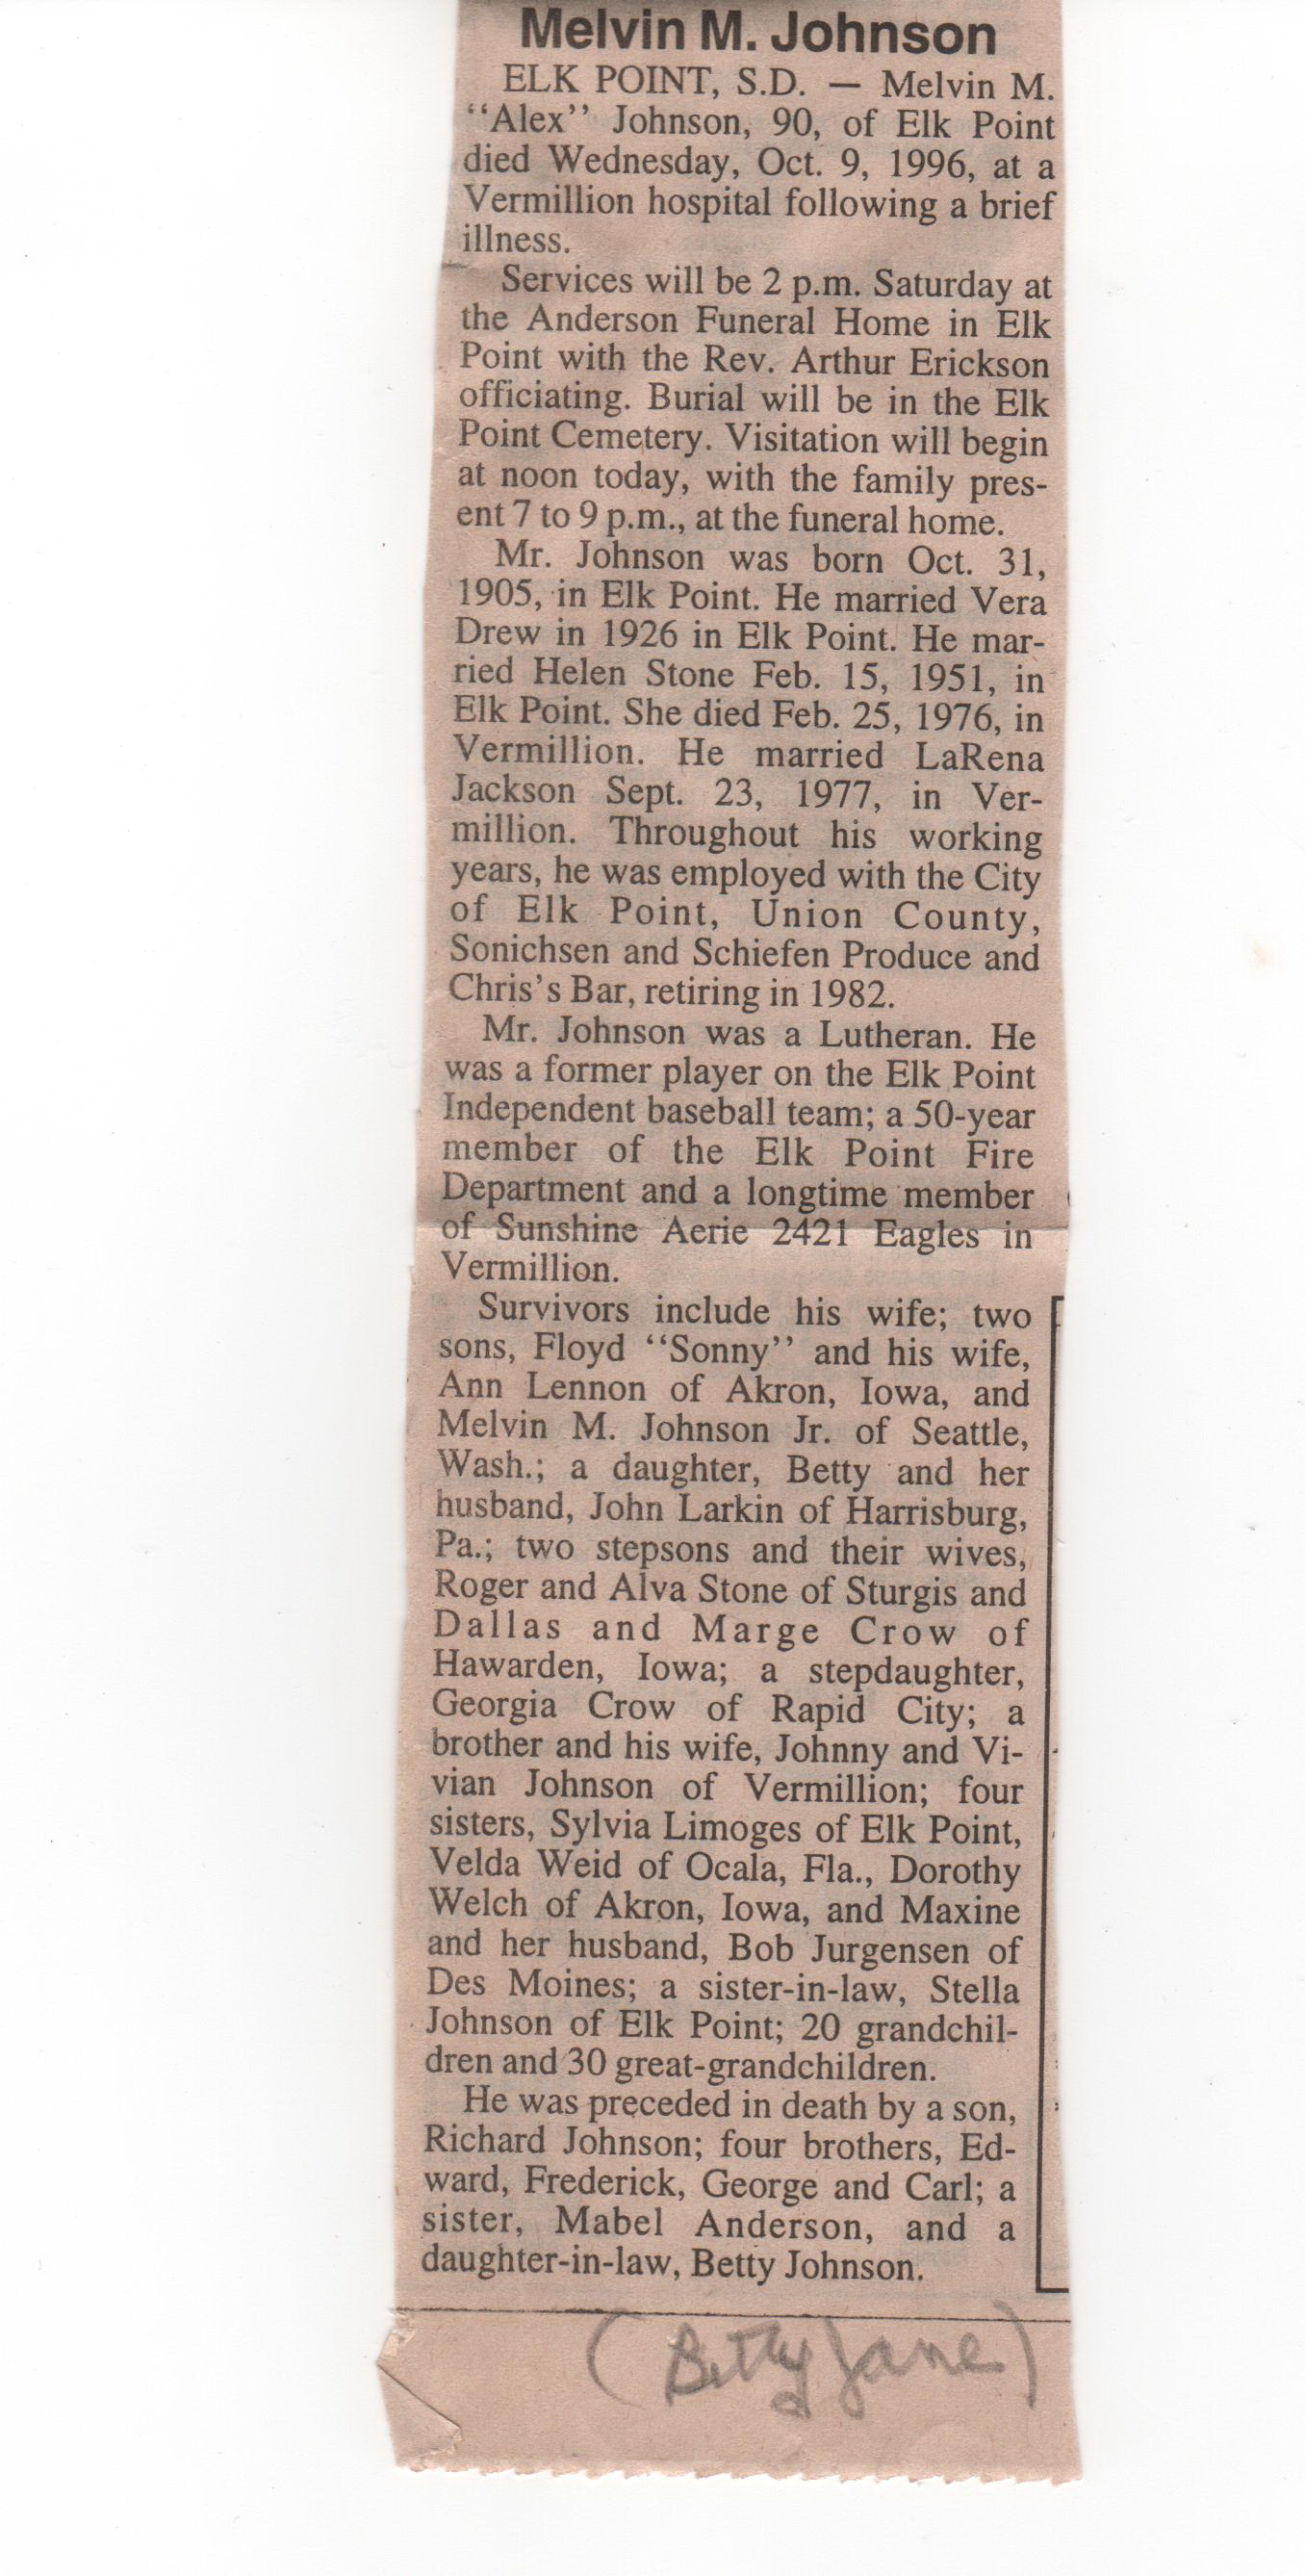 Melvin M. Johnson
ELK POINT, S.D. — Melvin M.
“Alex” Johnson, 90, of Elk Point
died Wednesday, Oct. 9, 1996, at a
Vermillion hospital following a brief
illness.
Services will be 2 p.m. Saturday at
the Anderson Funeral Home in Elk
Point with the Rev. Arthur Erickson
officiating. Burial will be in the Elk
Point Cemetery. Visitation will begin
at noon today, with the family pres-
ent 7 to 9 p.m., at the funeral home.
Mr. Johnson was born Oct. 31,
1905, in Elk Point. He married Vera
Drew in 1926 in Elk Point. He mar-
ried Helen Stone Feb. 15, 1951, in
Elk Point. She died Feb. 25, 1976, in
Vermillion. He married LaRena
Jackson Sept. 23, 1977, in Ver-
million. Throughout his working
years, he was employed with the City
of Elk Point, Union County,
Sonichsen and Schiefen Produce and
Chris’s Bar, retiring in 1982.
Mr. Johnson was a Lutheran. He
was a former player on the Elk Point
Independent baseball team; a 50-year
member of the Elk Point Fire
Department and a longtime member
of Sunshine Aerie 2421 Eagles in
Vermillion.
Survivors include his wife; two
sons, Floyd “Sonny” and his wife,
Ann Lennon of Akron, Iowa, and
Melvin M. Johnson Jr. of Seattle,
Wash.; a daughter, Betty and her
husband, John Larkin of Harrisburg,
Pa.; two stepsons and their wives,
Roger and Alva Stone of Sturgis and
Dallas and Marge Crow of
Hawarden, Iowa; a stepdaughter,
Georgia Crow of Rapid City; a
brother and his wife, Johnny and Vi-
vian Johnson of Vermillion; four
sisters, Sylvia Limoges of Elk Point,
Velda Weid of Ocala, Fla., Dorothy
Welch of Akron, Iowa, and Maxine
and her husband, Bob Jurgensen of
Des Moines; a sister-in-law, Stella
Johnson of Elk Point; 20 grandchil-
dren and 30 great-grandchildren.
He was preceded in death by a son,
Richard Johnson; four brothers, Ed-
ward, Frederick, George and Carl; a
sister, Mabel Anderson, and a
daughter-in-law, Betty Johnson.
(Betty Jane)